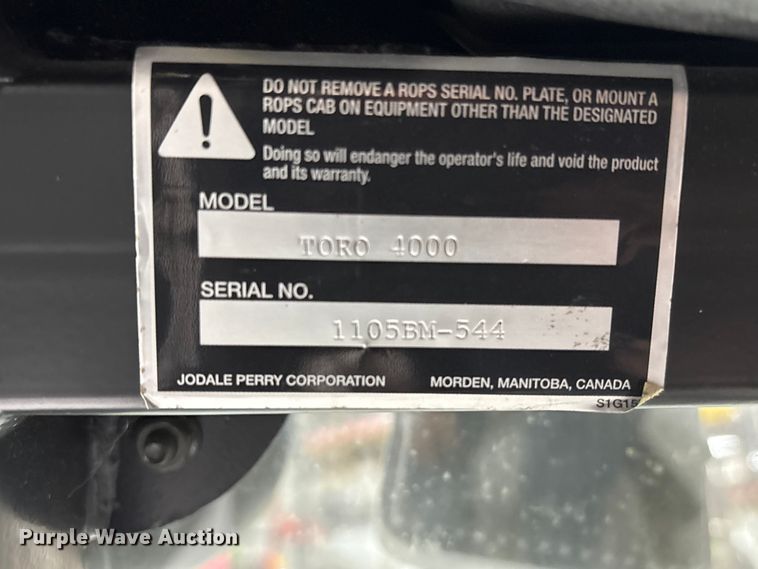 DO NOT REMOVE A ROPS SERIAL NO. PLATE, OR MOUNT A
ROPS CAB ON EQUIPMENT OTHER THAN THE DESIGNATED
MODEL
Doing so will endanger the operator's life and void the product
and its warranty.
MODEL
TORO 4000
SERIAL NO.
1105BM-544
JODALE PERRY CORPORATION MORDEN, MANITOBA, CANADA
S1G15
Purple Wave Auction